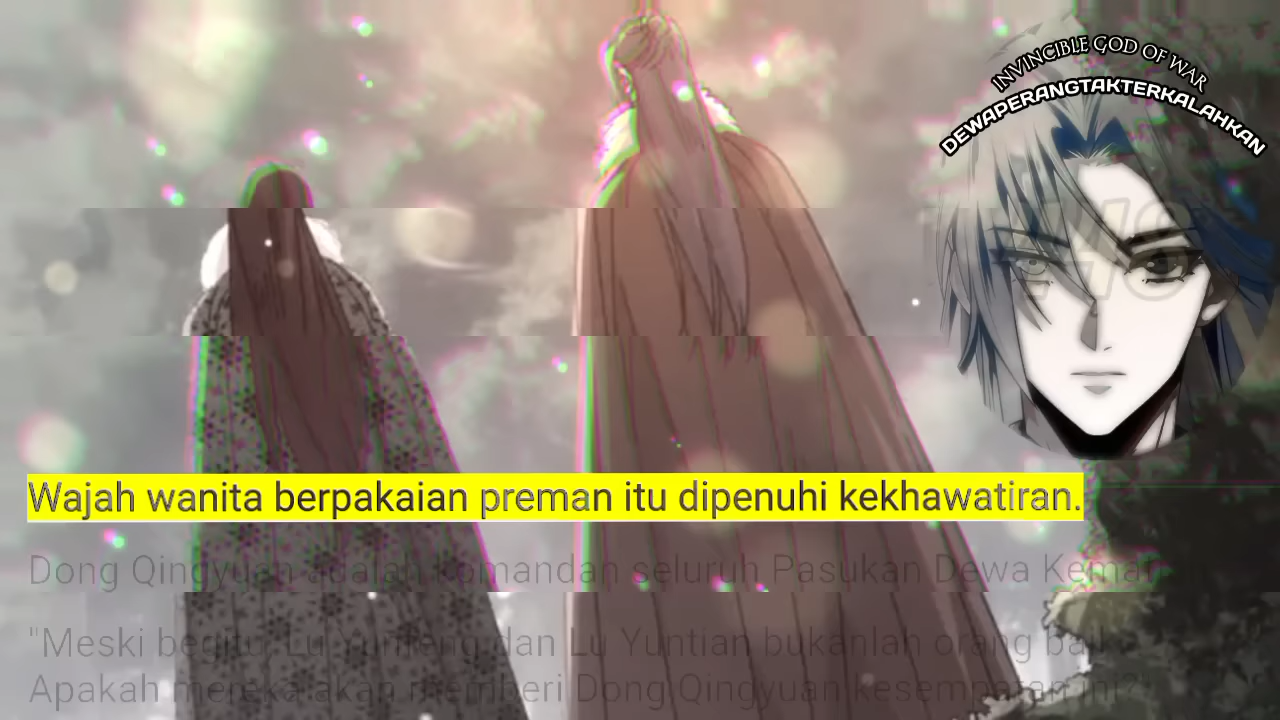 INVINCIBLE GOD OF WAR
DEWAPERANGTAKTERKALAHKAN
Wajah wanita berpakaian preman itu dipenuhi kekhawatiran.
Dong Qingyuan adalah komandan seluruh Pasukan Dewa
"Meski begitu, Lu Yunfeng dan Lu Yuntian bukanlah orang
Apakah mereka akan memberi Dong Qingyuan kesempatan ini?"